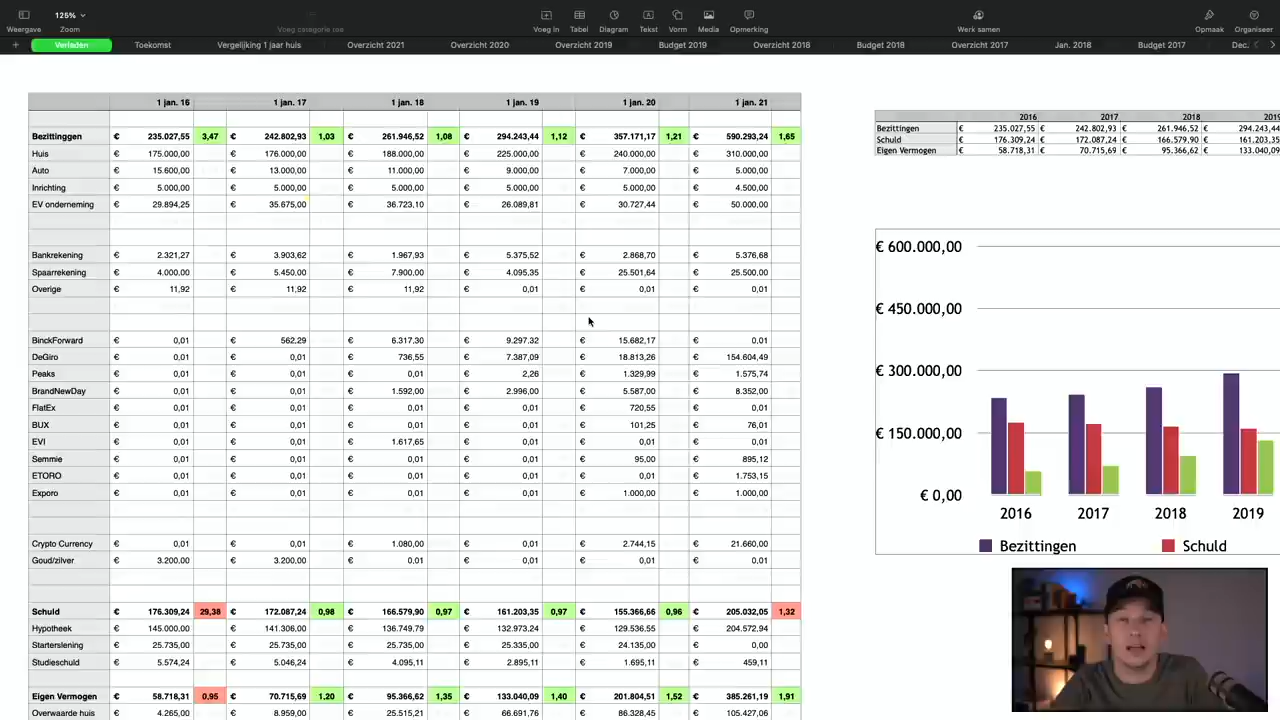 125%
Weergave Zoom Voeg categorie toe Voeg in Tabel Diagram Tekst Vorm Media Opmerking Werk samen Opmaak Organiseer
+ Verleden Toekomst Vergelijking 1 jaar huis Overzicht 2021 Overzicht 2020 Overzicht 2019 Budget 2019 Overzicht 2018 Budget 2018 Overzicht 2017 Jan. 2018 Budget 2017 Dec.
1 jan. 16 1 jan. 17 1 jan. 18 1 jan. 19 1 jan. 20 1 jan. 21
Bezittinggen € 235.027,55 3,47 € 242.802,93 1,03 € 261.946,52 1,08 € 294.243,44 1,12 € 357.171,17 1,21 € 590.293,24 1,65
Huis € 175.000,00 € 176.000,00 € 188.000,00 € 225.000,00 € 240.000,00 € 310.000,00
Auto € 15.600,00 € 13.000,00 € 11.000,00 € 9.000,00 € 7.000,00 € 5.000,00
Inrichting € 5.000,00 € 5.000,00 € 5.000,00 € 5.000,00 € 5.000,00 € 4.500,00
EV onderneming € 29.894,25 € 35.675,00 € 36.723,10 € 26.089,81 € 30.727,44 € 50.000,00
Bankrekening € 2.321,27 € 3.903,62 € 1.967,93 € 5.375,52 € 2.868,70 € 5.376,68
Spaarrekening € 4.000,00 € 5.450,00 € 7.900,00 € 4.095,35 € 25.501,64 € 25.500,00
Overige € 11,92 € 11,92 € 11,92 € 0,01 € 0,01 € 0,01
BinckForward € 0,01 € 562,29 € 6.317,30 € 9.297,32 € 15.682,17 € 0,01
DeGiro € 0,01 € 0,01 € 736,55 € 7.387,09 € 18.813,26 € 154.604,49
Peaks € 0,01 € 0,01 € 0,01 € 2,26 € 1.329,99 € 1.575,74
BrandNewDay € 0,01 € 0,01 € 1.592,00 € 2.996,00 € 5.587,00 € 8.352,00
FlatEx € 0,01 € 0,01 € 0,01 € 0,01 € 720,55 € 0,01
BUX € 0,01 € 0,01 € 0,01 € 0,01 € 101,25 € 76,01
EVI € 0,01 € 0,01 € 1.617,65 € 0,01 € 0,01 € 0,01
Semmie € 0,01 € 0,01 € 0,01 € 0,01 € 95,00 € 895,12
ETORO € 0,01 € 0,01 € 0,01 € 0,01 € 0,01 € 1.753,15
Exporo € 0,01 € 0,01 € 0,01 € 0,01 € 1.000,00 € 1.000,00
Crypto Currency € 0,01 € 0,01 € 1.080,00 € 0,01 € 2.744,15 € 21.660,00
Goud/zilver € 3.200,00 € 3.200,00 € 0,01 € 0,01 € 0,01 € 0,01
Schuld € 176.309,24 29,38 € 172.087,24 0,98 € 166.579,90 0,97 € 161.203,35 0,97 € 155.366,66 0,96 € 205.032,05 1,32
Hypotheek € 145.000,00 € 141.306,00 € 136.749,79 € 132.973,24 € 129.536,55 € 204.572,94
Starterslening € 25.735,00 € 25.735,00 € 25.735,00 € 25.335,00 € 24.135,00 € 0,00
Studieschuld € 5.574,24 € 5.046,24 € 4.095,11 € 2.895,11 € 1.695,11 € 459,11
Eigen Vermogen € 58.718,31 0,95 € 70.715,69 1,20 € 95.366,62 1,35 € 133.040,09 1,40 € 201.804,51 1,52 € 385.261,19 1,91
Overwaarde huis € 4.265,00 € 8.959,00 € 25.515,21 € 66.691,76 € 86.328,45 € 105.427,06
2016 2017 2018 2019
Bezittingen € 235.027,55 € 242.802,93 € 261.946,52 € 294.243,44
Schuld € 176.309,24 € 172.087,24 € 166.579,90 € 161.203,35
Eigen Vermogen € 58.718,31 € 70.715,69 € 95.366,62 € 133.040,09
€ 600.000,00
€ 450.000,00
€ 300.000,00
€ 150.000,00
€ 0,00
2016 2017 2018 2019
Bezittingen Schuld